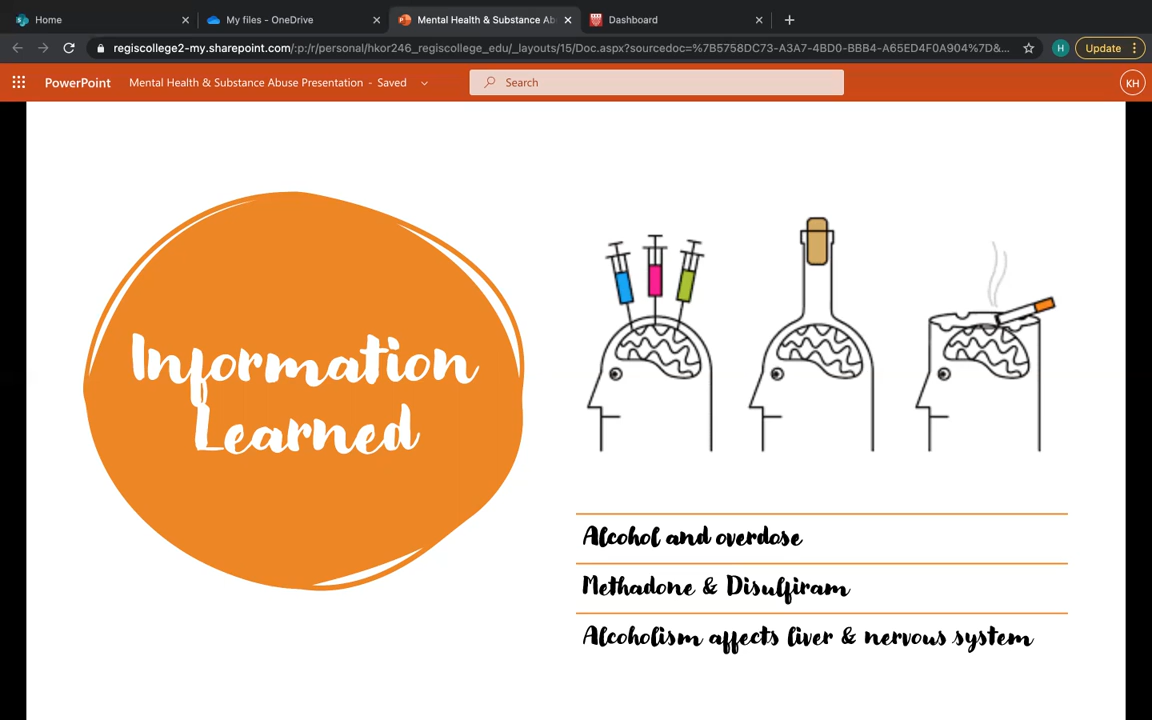 Home
My files - OneDrive
Mental Health & Substance Ab
Dashboard
regiscollege2-my.sharepoint.com/:p:/r/personal/hkor246_regiscollege_edu/_layouts/15/Doc.aspx?sourcedoc=%7B5758DC73-A3A7-4BD0-BBB4-A65ED4F0A904%7D&...
H
Update
PowerPoint
Mental Health & Substance Abuse Presentation - Saved
Search
KH
Information
Learned
Alcohol and overdose
Methadone & Disulfiram
Alcoholism affects liver & nervous system